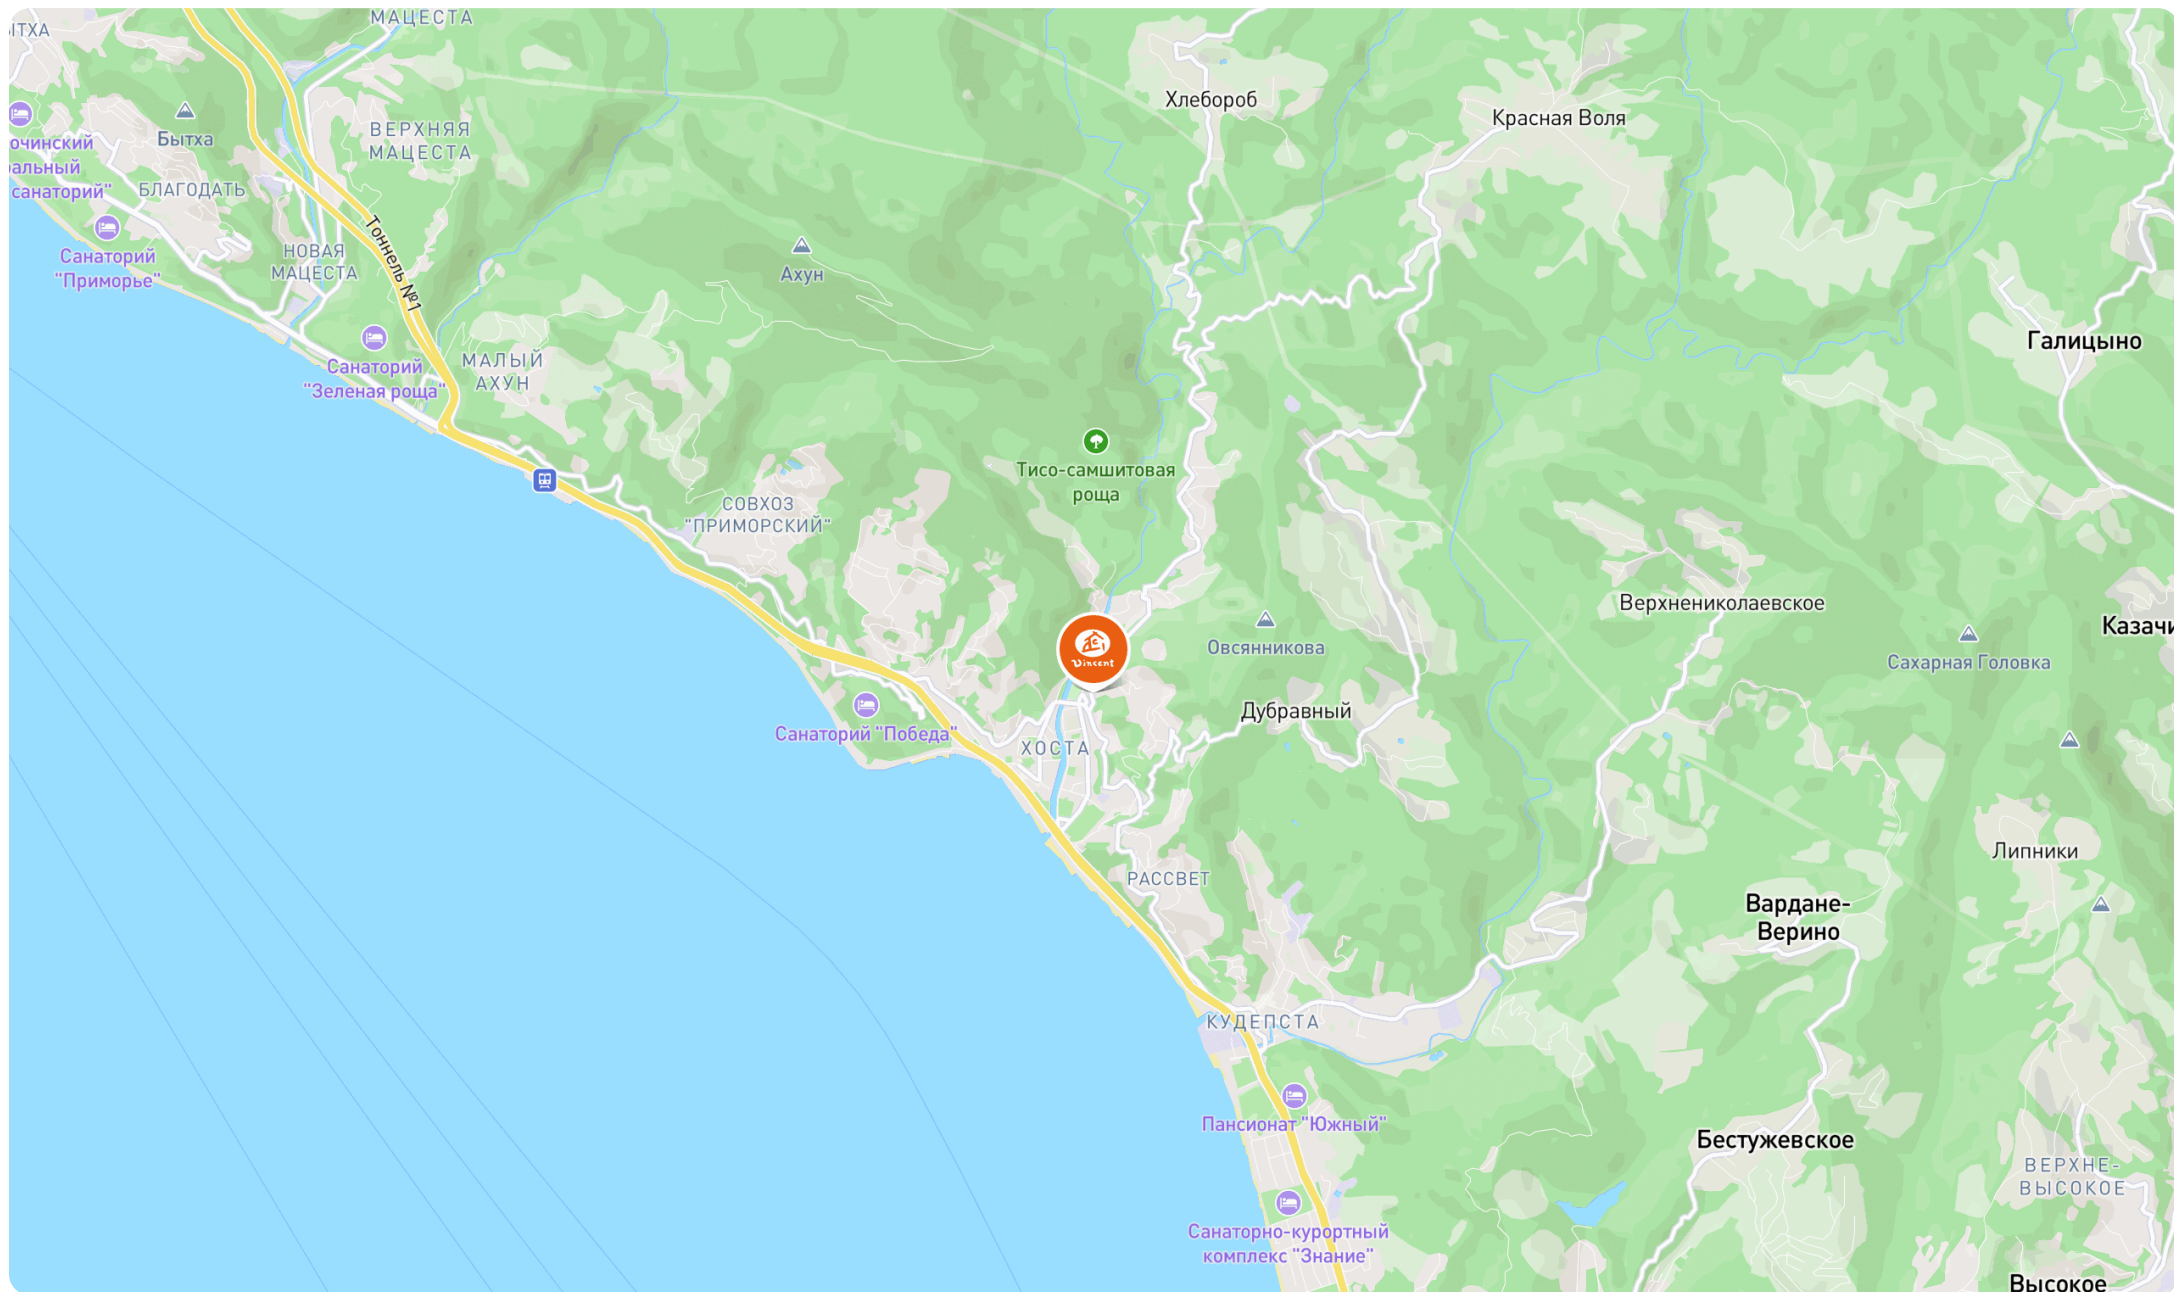 МАЦЕСТА
ЫТХА
Хлебороб
Красная Воля
Бытха
ВЕРХНЯЯ
МАЦЕСТА
очинский
ральный
санаторий"
БЛАГОДАТЬ
Тоннель №1
НОВАЯ
МАЦЕСТА
Санаторий
"Приморье"
Ахун
Галицыно
Санаторий
"Зеленая роща"
МАЛЫЙ
АХУН
Тисо-самшитовая
роща
СОВХОЗ
"ПРИМОРСКИЙ"
Верхнениколаевское
Казачи
Vincent
Овсянникова
Сахарная Головка
Дубравный
Санаторий "Победа"
ХОСТА
Липники
РАССВЕТ
Вардане-
Верино
КУДЕПСТА
Пансионат "Южный"
Бестужевское
ВЕРХНЕ-
ВЫСОКОЕ
Санаторно-курортный
комплекс "Знание"
Высокое